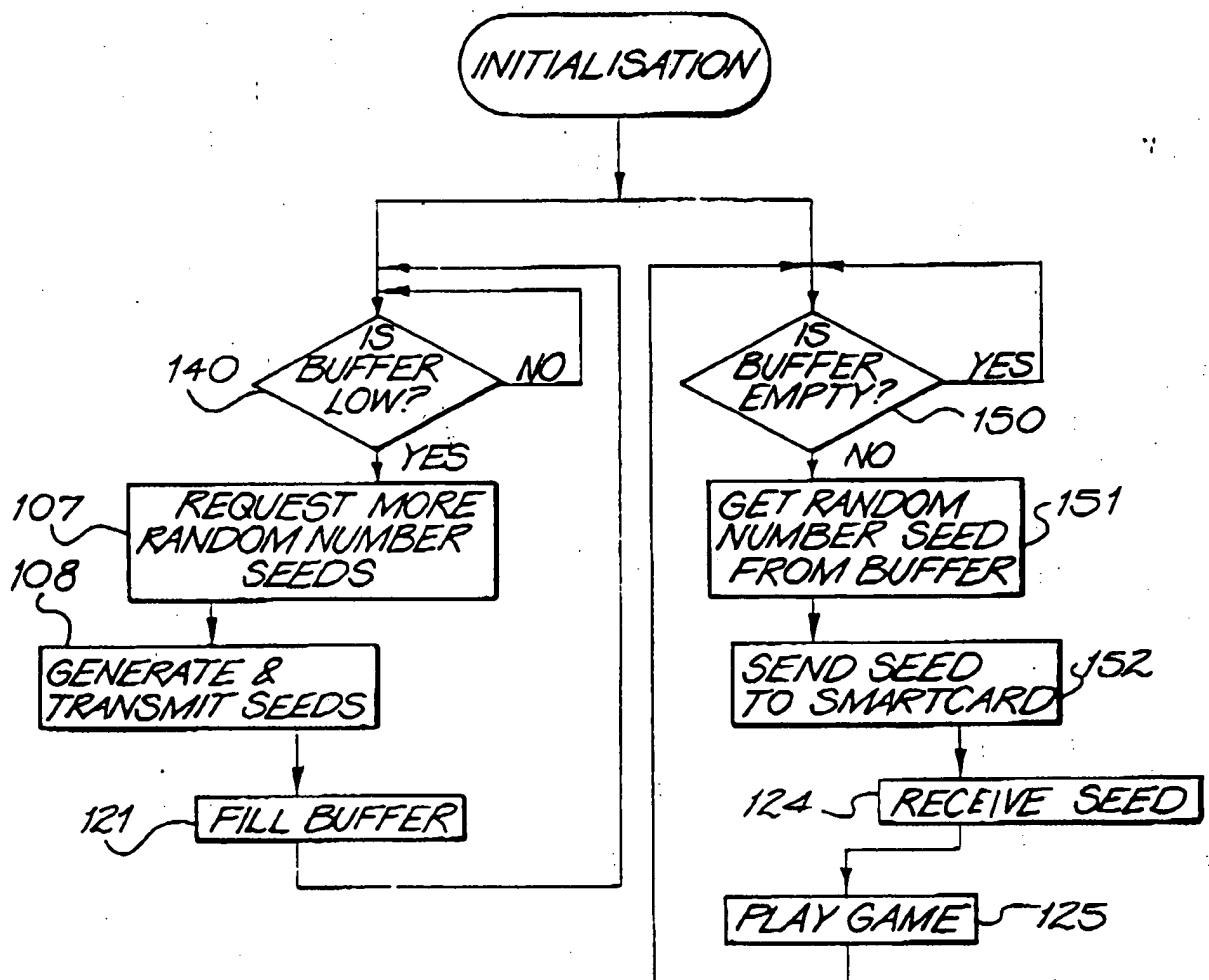 INITIALISATION
IS
BUFFER
LOW?
NO
140
YES
REQUEST MORE
RANDOM NUMBER
SEEDS
107
108
GENERATE &
TRANSMIT SEEDS
121
FILL BUFFER
IS
BUFFER
EMPTY?
YES
150
NO
GET RANDOM
NUMBER SEED
FROM BUFFER
151
SEND SEED
TO SMARTCARD
152
124
RECEIVE SEED
PLAY GAME
125